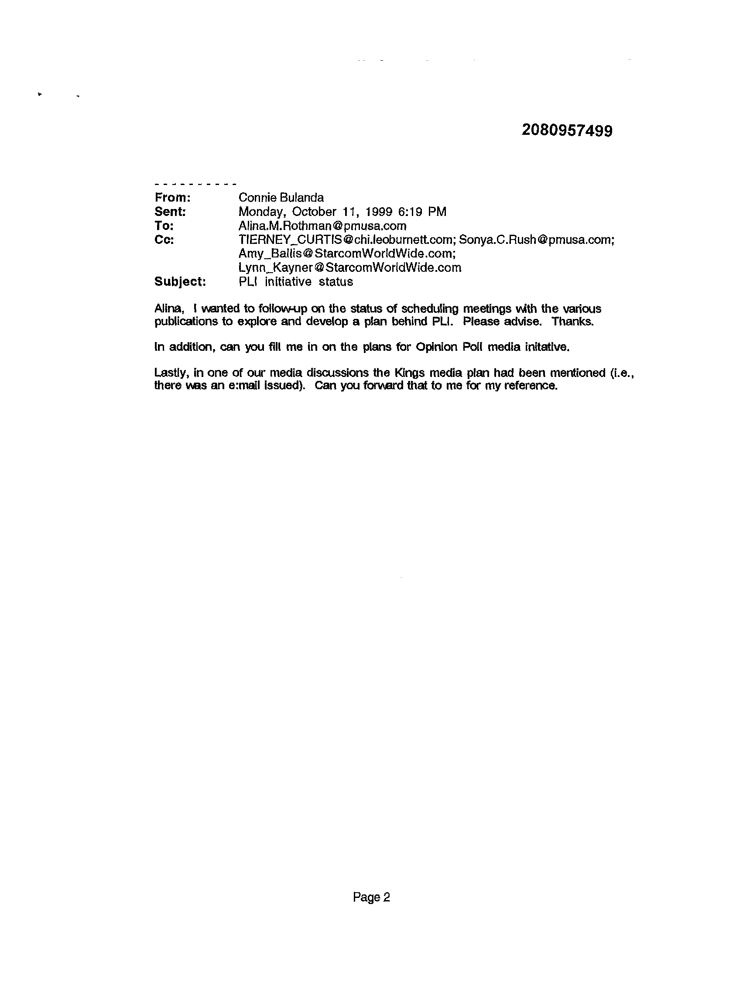 2080957499
- - - - - - - - - -
From: Connie Bulanda
Sent: Monday, October 11, 1999 6:19 PM
To: Alina.M.Rothman@pmusa.com
Cc: TIERNEY_CURTIS@chi.leoburnett.com; Sonya.C.Rush@pmusa.com;
Amy_Ballis@StarcomWorldWide.com;
Lynn_Kayner@StarcomWorldWide.com
Subject: PLI initiative status
Alina, I wanted to follow-up on the status of scheduling meetings with the various
publications to explore and develop a plan behind PLI. Please advise. Thanks.
In addition, can you fill me in on the plans for Opinion Poll media initative.
Lastly, in one of our media discussions the Kings media plan had been mentioned (i.e.,
there was an e:mail issued). Can you forward that to me for my reference.
Page 2